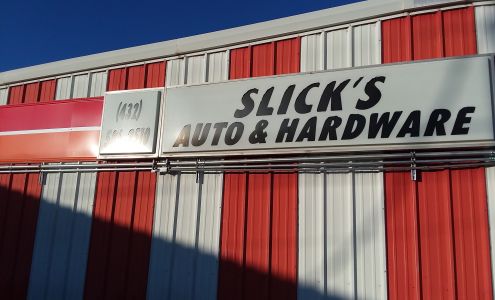 (432)
SLICK'S
AUTO & HARDWARE